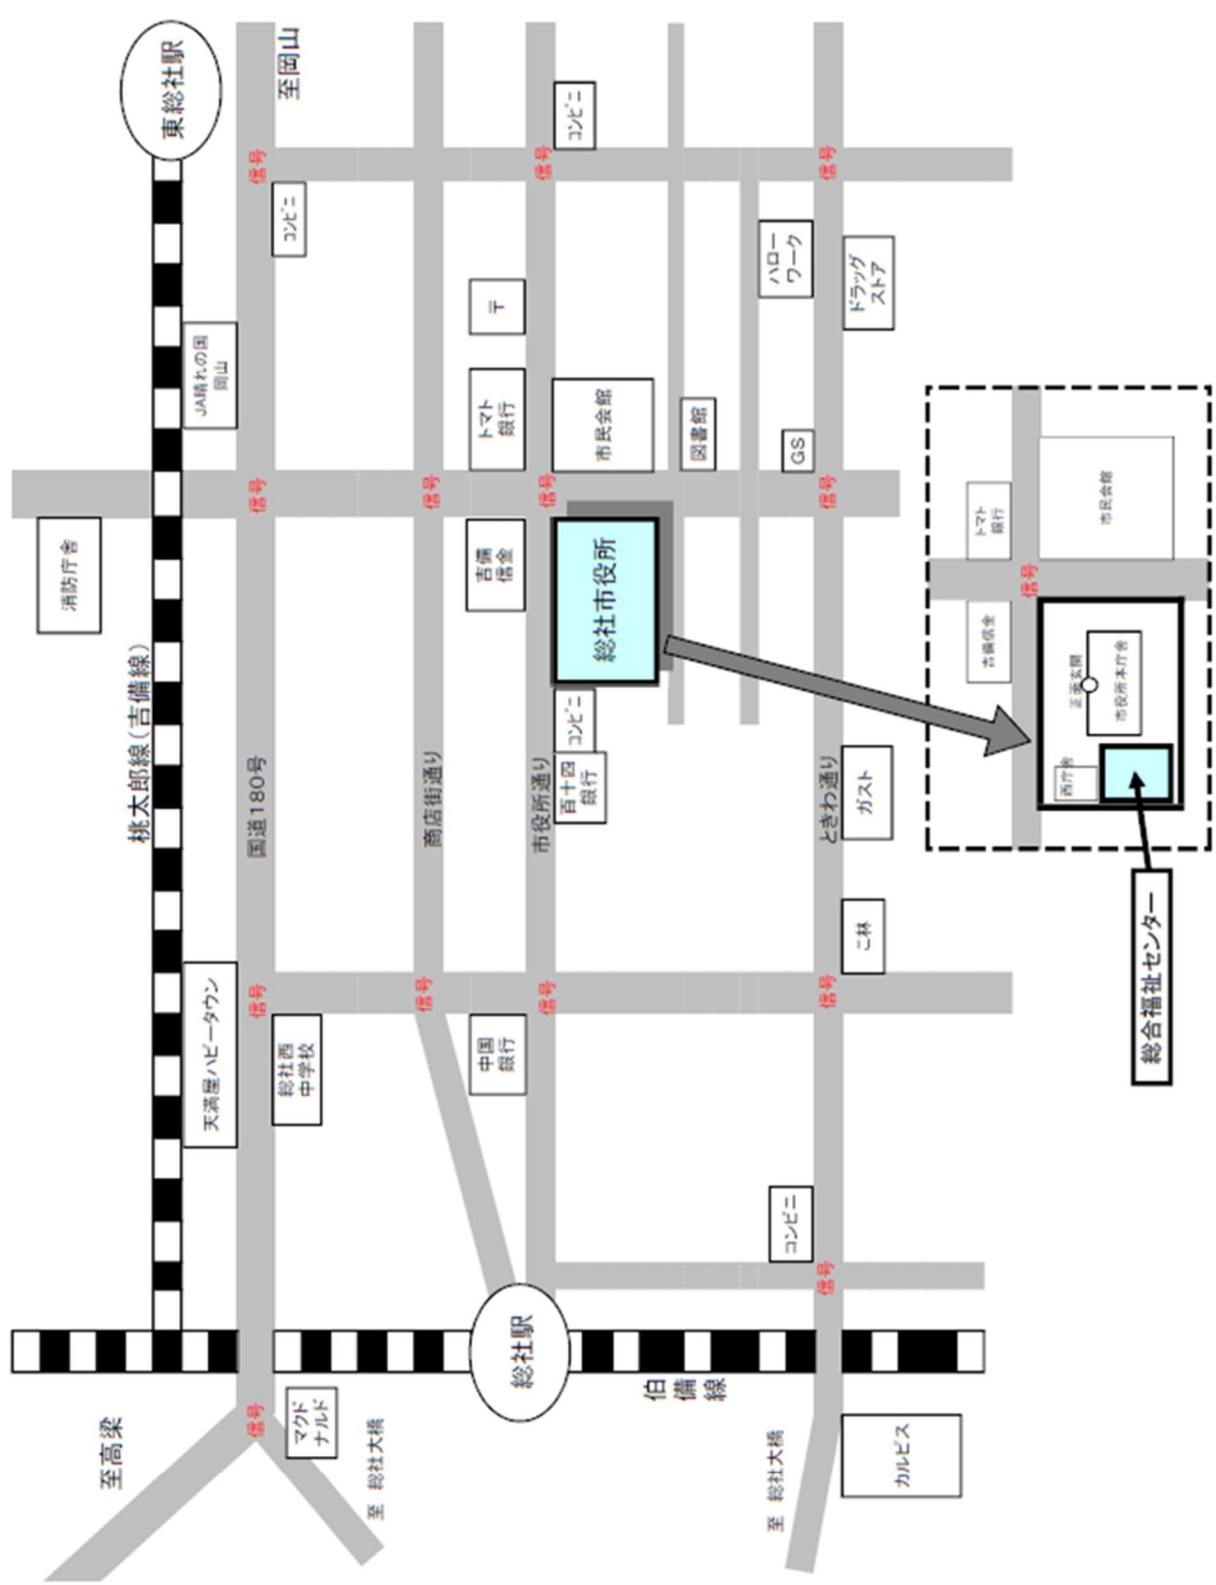 消防庁舎
至高梁
桃太郎線（吉備線）
東総社駅
天満屋ハピータウン
JA晴れの国
岡山
信号
信号
国道180号
信号
信号
至岡山
マクド
ナルド
総社西
中学校
コンビニ
至　総社大橋
信号
商店街通り
信号
中国
銀行
吉備
信金
トマト
銀行
〒
総社駅
信号
市役所通り
信号
信号
百十四
銀行
コンビニ
総社市役所
市民会館
コンビニ
伯
備
線
図書館
至　総社大橋
コンビニ
GS
ハロー
ワーク
信号
信号
ときわ通り
信号
信号
カルピス
こ林
ガスト
ドラッグ
ストア
吉備信金
トマト
銀行
信号
西庁舎
正面玄関
市役所本庁舎
市民会館
総合福祉センター